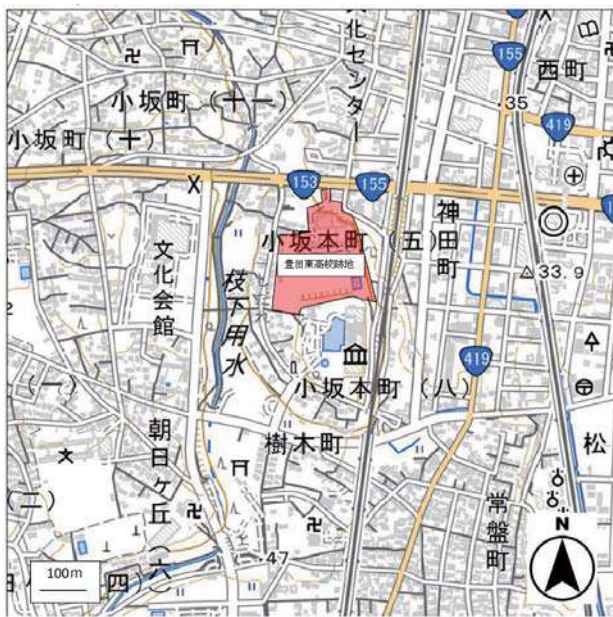 155
西町
小坂町（十一）
文化センター
.35
419
小坂町（十）
153
155
神田町
小坂本町（五）
豊田東高校跡地
33.9
文化会館
枝下用水
419
小坂本町（八）
（一）
樹木町
朝日ヶ丘（六）
松
（二）
常盤町
N
.47
100m
四）